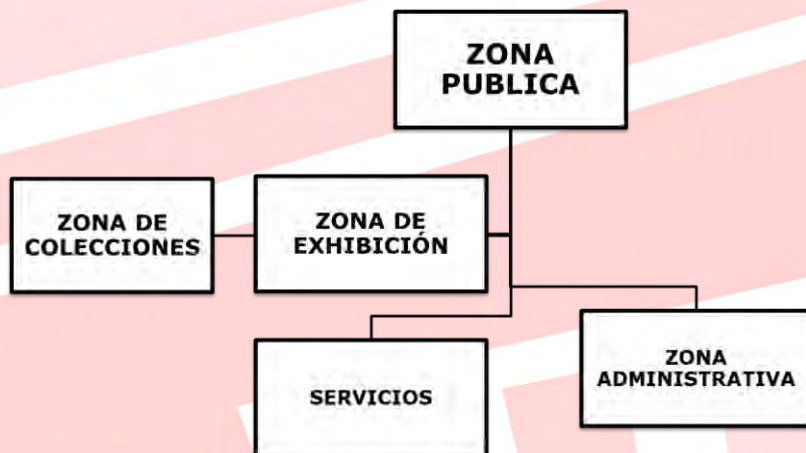 ZONA
PUBLICA
ZONA DE
COLECCIONES
ZONA DE
EXHIBICIÓN
SERVICIOS
ZONA
ADMINISTRATIVA